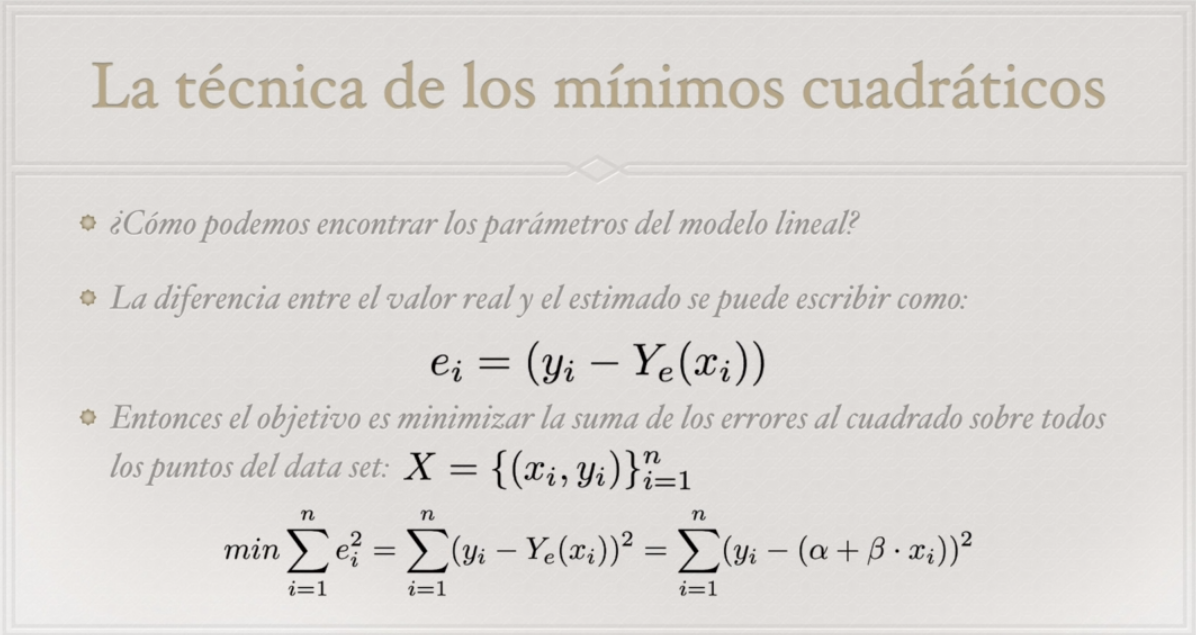 La técnica de los mínimos cuadráticos
¿Cómo podemos encontrar los parámetros del modelo lineal?
La diferencia entre el valor real y el estimado se puede escribir como:
$e_i = (y_i - Y_e(x_i))$
Entonces el objetivo es minimizar la suma de los errores al cuadrado sobre todos
los puntos del data set: $X = \{(x_i, y_i)\}_{i=1}^n$
$min \sum_{i=1}^{n} e_i^2 = \sum_{i=1}^{n} (y_i - Y_e(x_i))^2 = \sum_{i=1}^{n} (y_i - (\alpha + \beta \cdot x_i))^2$